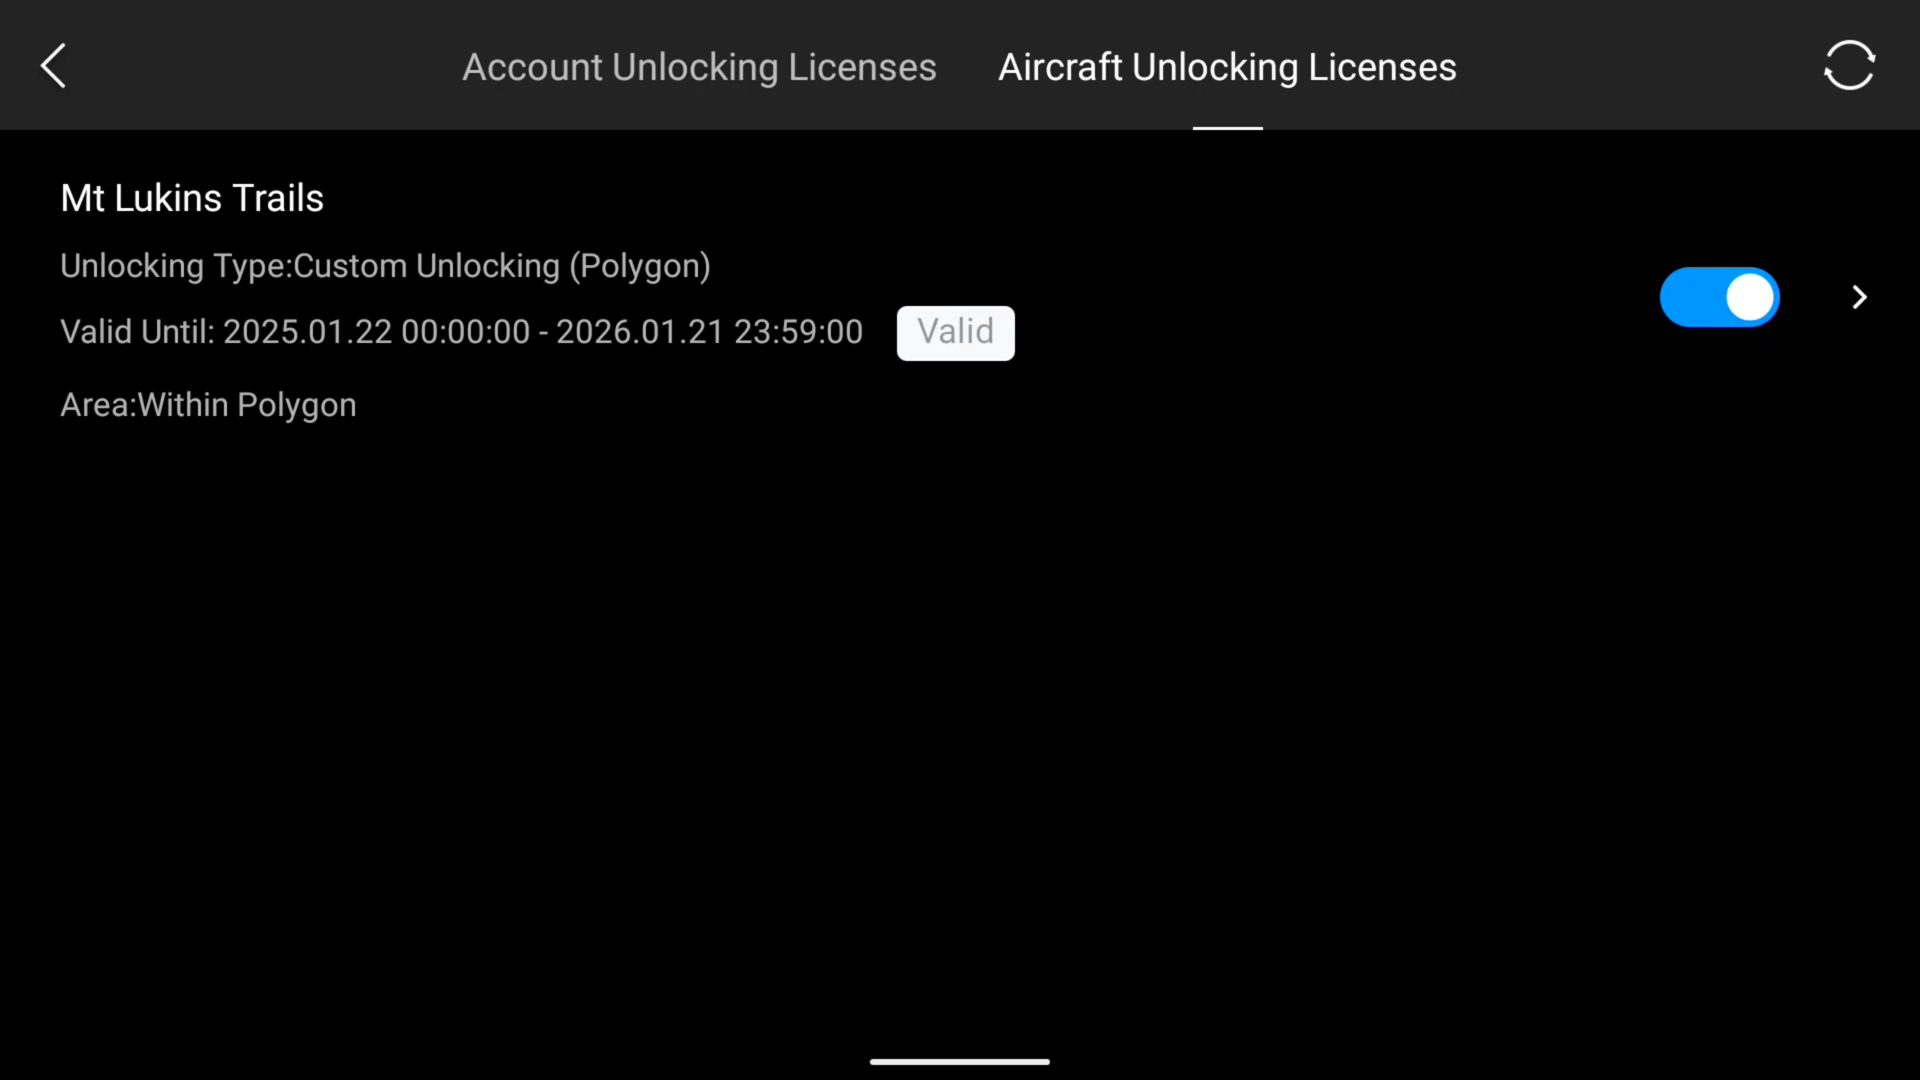 Account Unlocking Licenses
Aircraft Unlocking Licenses
Mt Lukins Trails
Unlocking Type:Custom Unlocking (Polygon)
Valid Until: 2025.01.22 00:00:00 - 2026.01.21 23:59:00
Valid
Area:Within Polygon